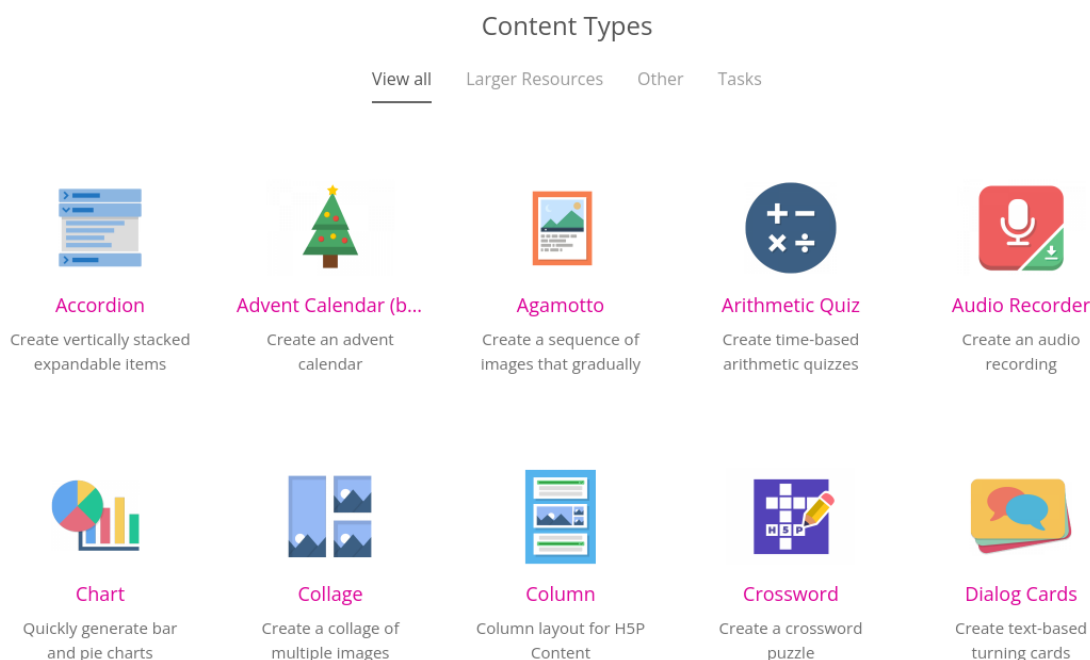 Content Types
View all Larger Resources Other Tasks
Accordion Advent Calendar (b... Agamotto Arithmetic Quiz Audio Recorder
Create vertically stacked Create an advent Create a sequence of Create time-based Create an audio
expandable items calendar images that gradually arithmetic quizzes recording
H5P
Chart Collage Column Crossword Dialog Cards
Quickly generate bar Create a collage of Column layout for H5P Create a crossword Create text-based
and pie charts multiple images Content puzzle turning cards